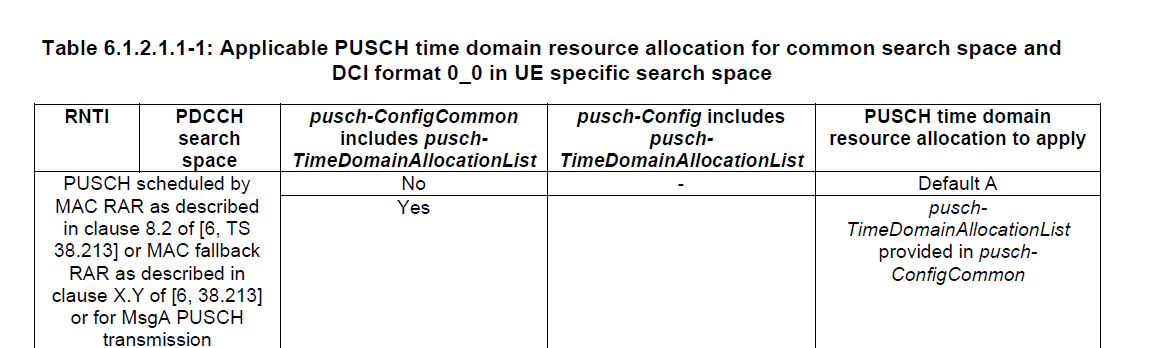 Table 6.1.2.1.1-1: Applicable PUSCH time domain resource allocation for common search space and
DCI format 0_0 in UE specific search space
RNTI
PDCCH
search
space
pusch-ConfigCommon
includes pusch-
TimeDomainAllocationList
pusch-Config includes
pusch-
TimeDomainAllocationList
PUSCH time domain
resource allocation to apply
PUSCH scheduled by
MAC RAR as described
in clause 8.2 of [6, TS
38.213] or MAC fallback
RAR as described in
clause X.Y of [6, 38.213]
or for MsgA PUSCH
transmission
No
-
Default A
Yes
pusch-
TimeDomainAllocationList
provided in pusch-
ConfigCommon